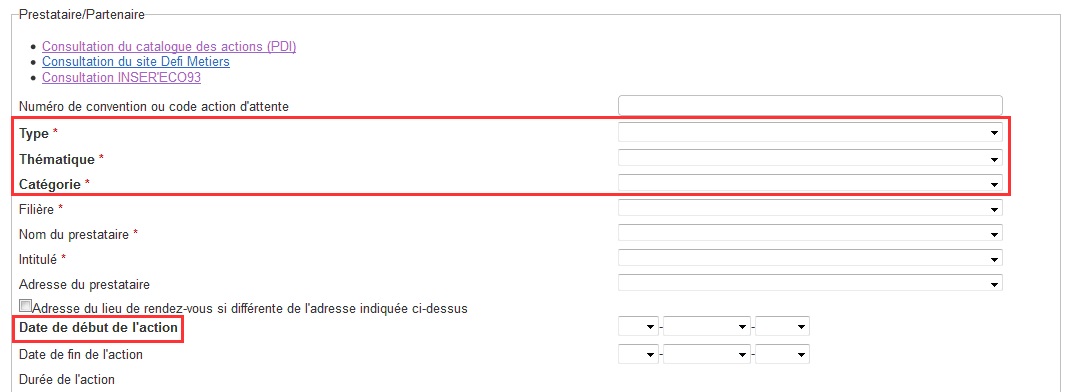 Prestataire/Partenaire
Consultation du catalogue des actions (PDI)
Consultation du site Defi Metiers
Consultation INSER'ECO93
Numéro de convention ou code action d'attente
Type *
Thématique *
Catégorie *
Filière *
Nom du prestataire *
Intitulé *
Adresse du prestataire
Adresse du lieu de rendez-vous si différente de l'adresse indiquée ci-dessus
Date de début de l'action
- -
Date de fin de l'action
- -
Durée de l'action